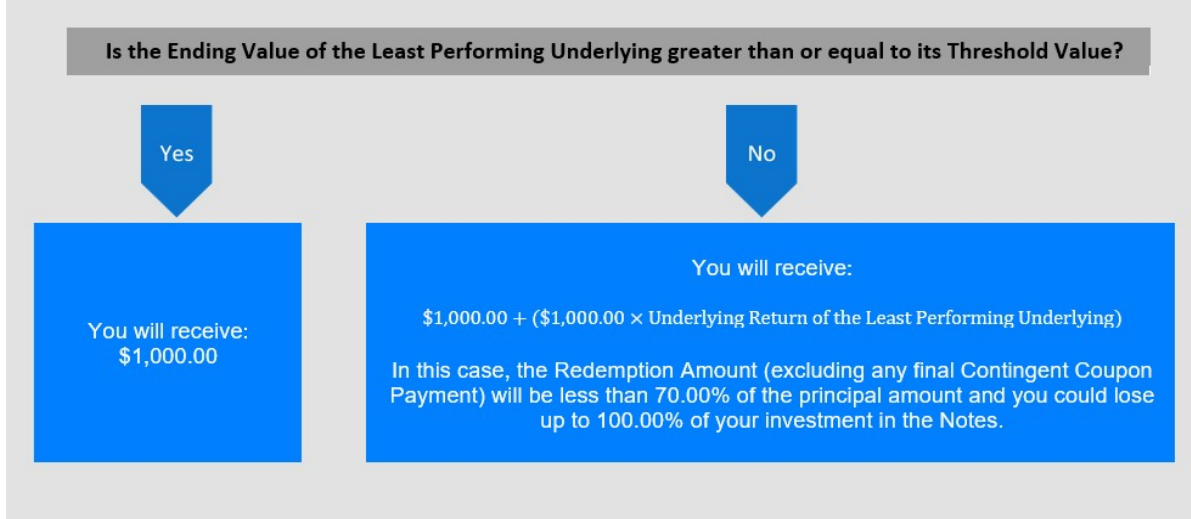 Is the Ending Value of the Least Performing Underlying greater than or equal to its Threshold Value?
Yes
No
You will receive:
$1,000.00
You will receive:
$1,000.00 + ($1,000.00 × Underlying Return of the Least Performing Underlying)
In this case, the Redemption Amount (excluding any final Contingent Coupon
Payment) will be less than 70.00% of the principal amount and you could lose
up to 100.00% of your investment in the Notes.